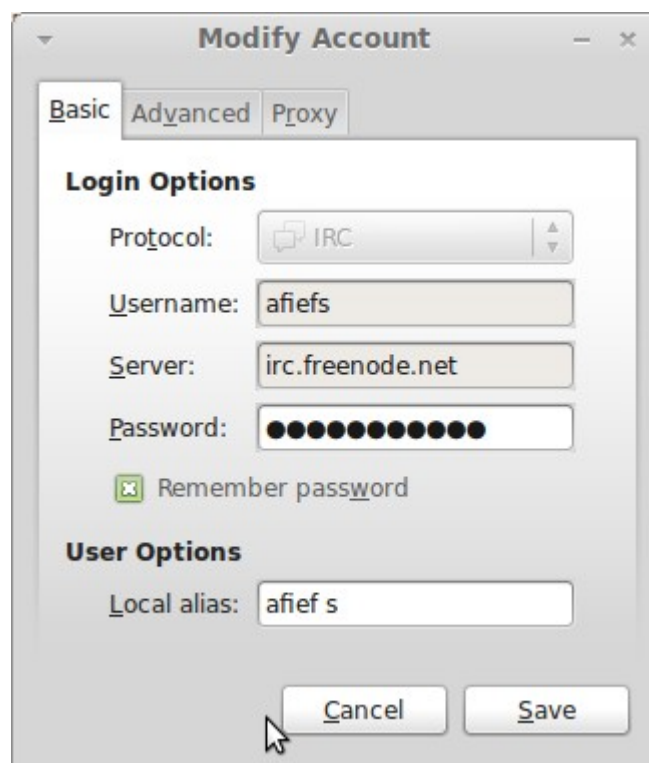 Modify Account
Basic Advanced Proxy
Login Options
Protocol: IRC
Username: afiefs
Server: irc.freenode.net
Password: ●●●●●●●●●●●
Remember password
User Options
Local alias: afief s
Cancel Save